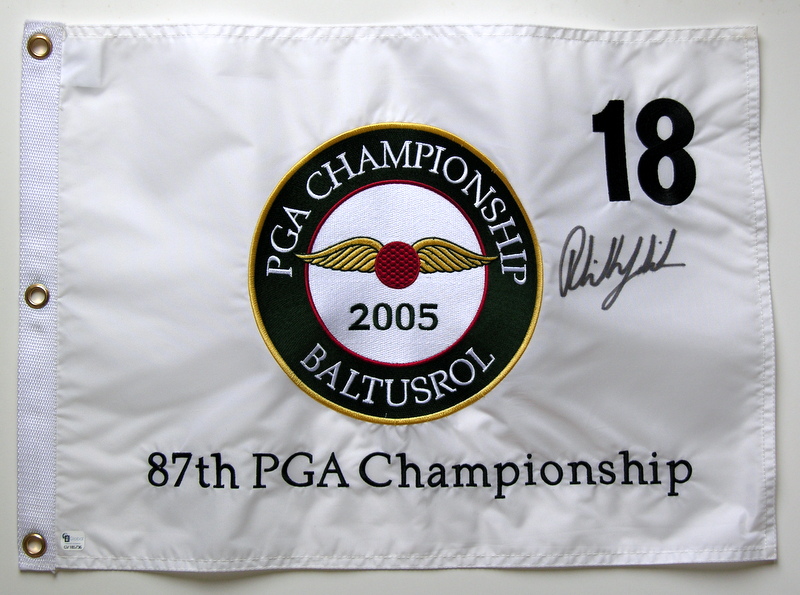 18
PGA CHAMPIONSHIP
2005
BALTUSROL
87th PGA Championship